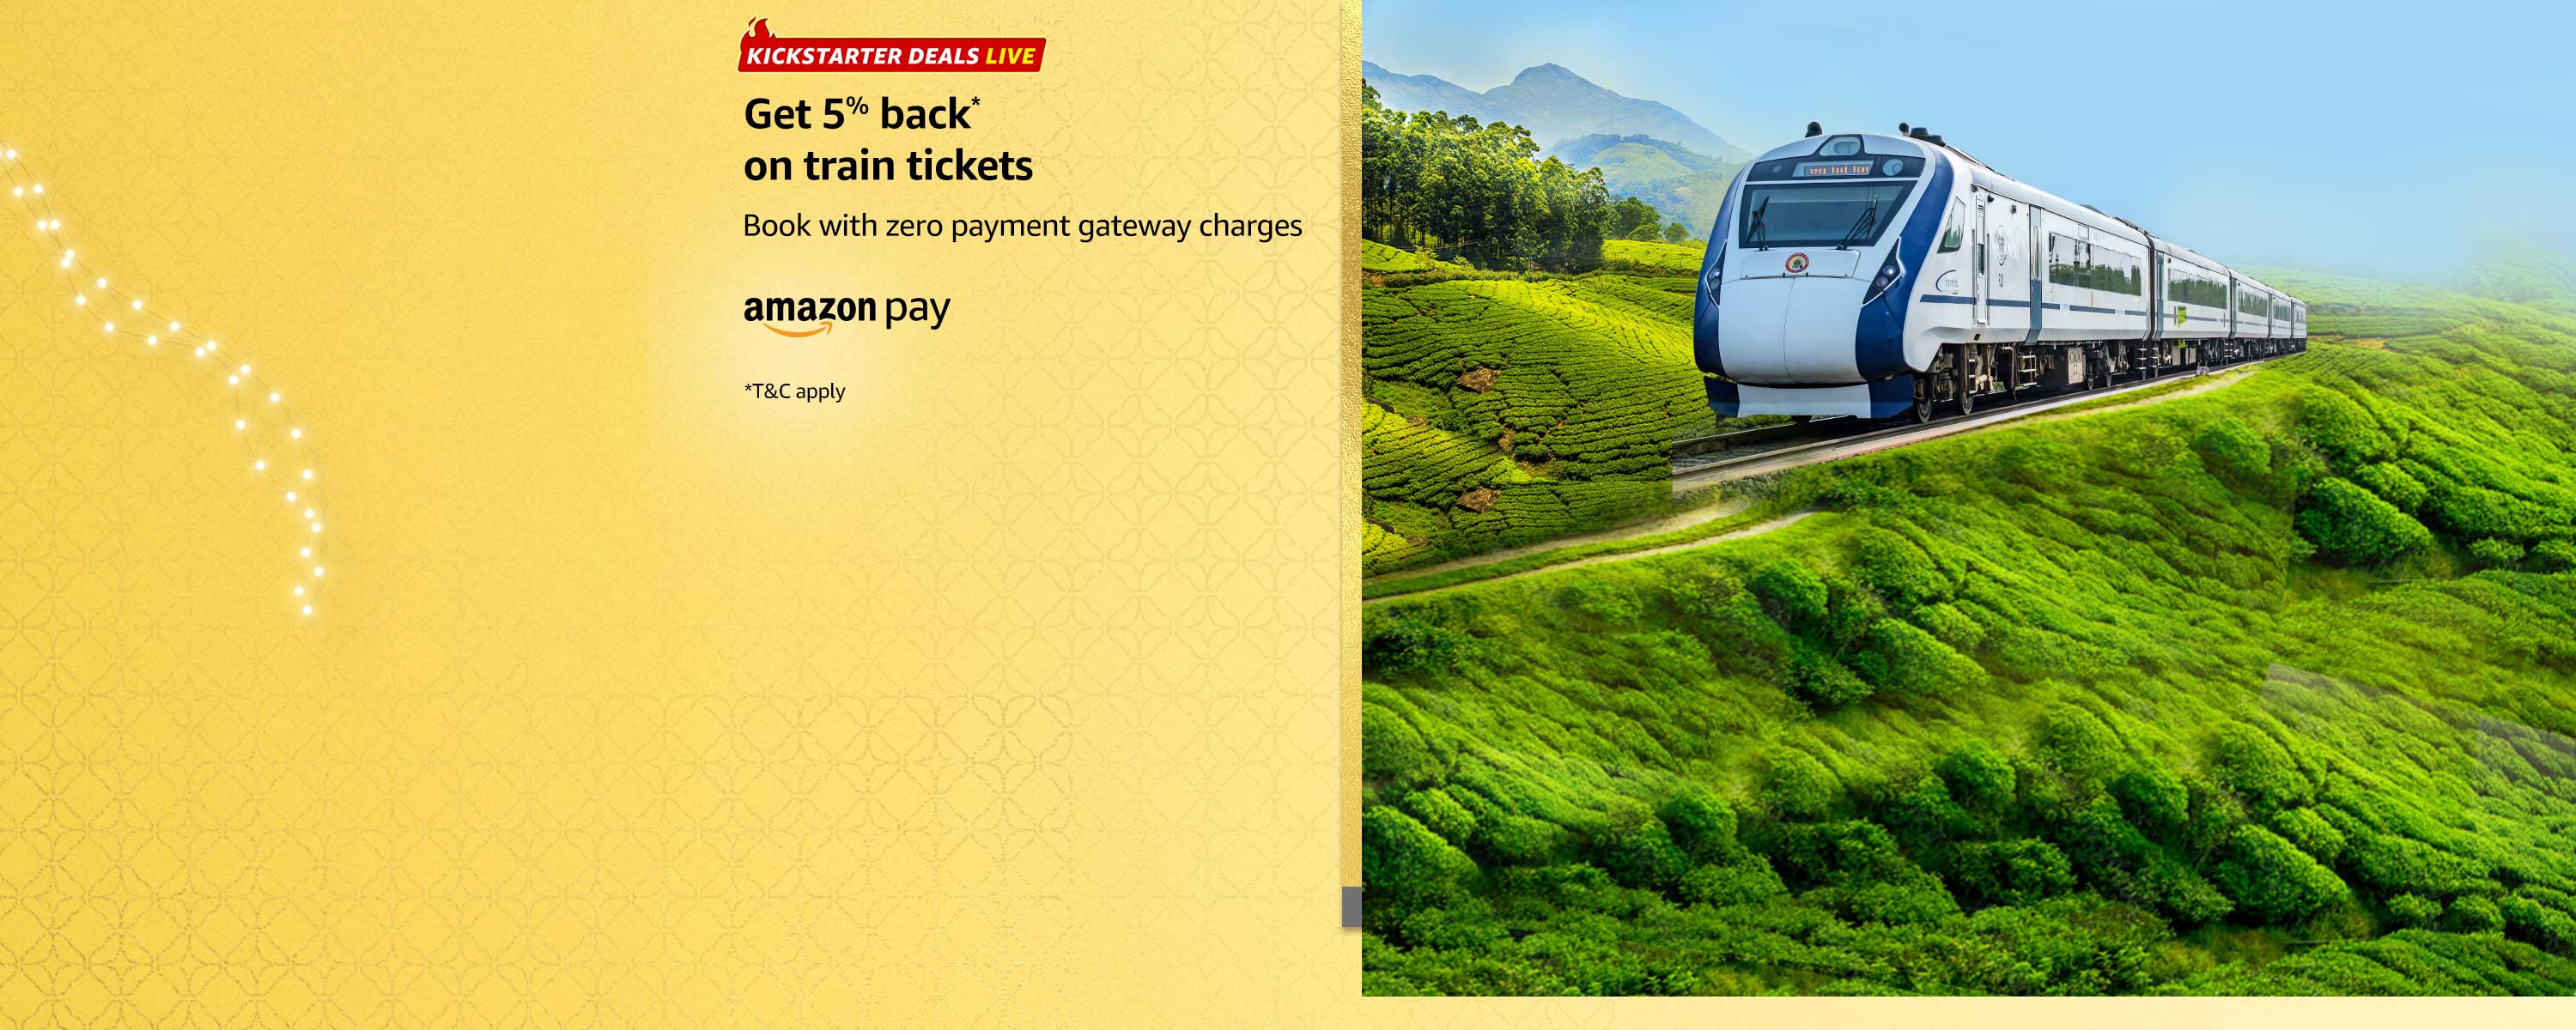 KICKSTARTER DEALS LIVE
Get 5% back*
on train tickets
Book with zero payment gateway charges
amazon pay
*T&C apply